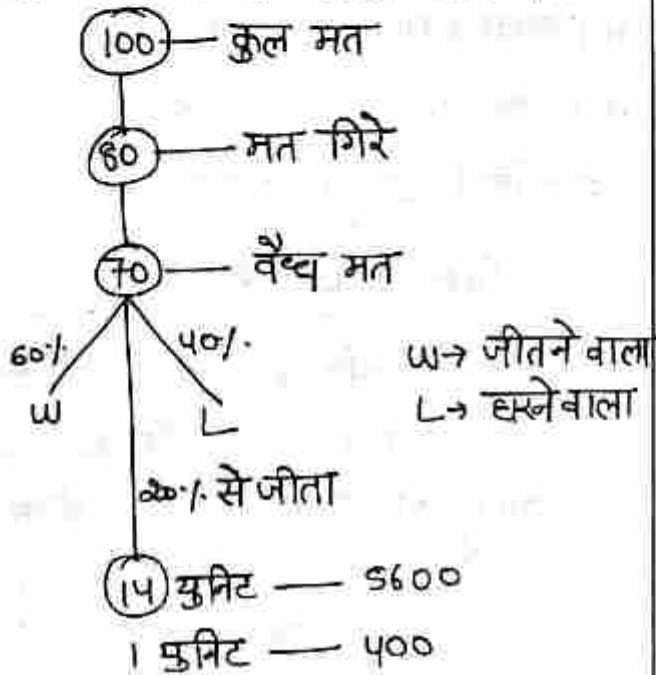 100 — कुल मत
80 — मत गिरे
70 — वैध्य मत
60% 40%
W L
W→ जीतने वाला
L→ हारने वाला
20% से जीता
14 युनिट — 5600
1 युनिट — 400